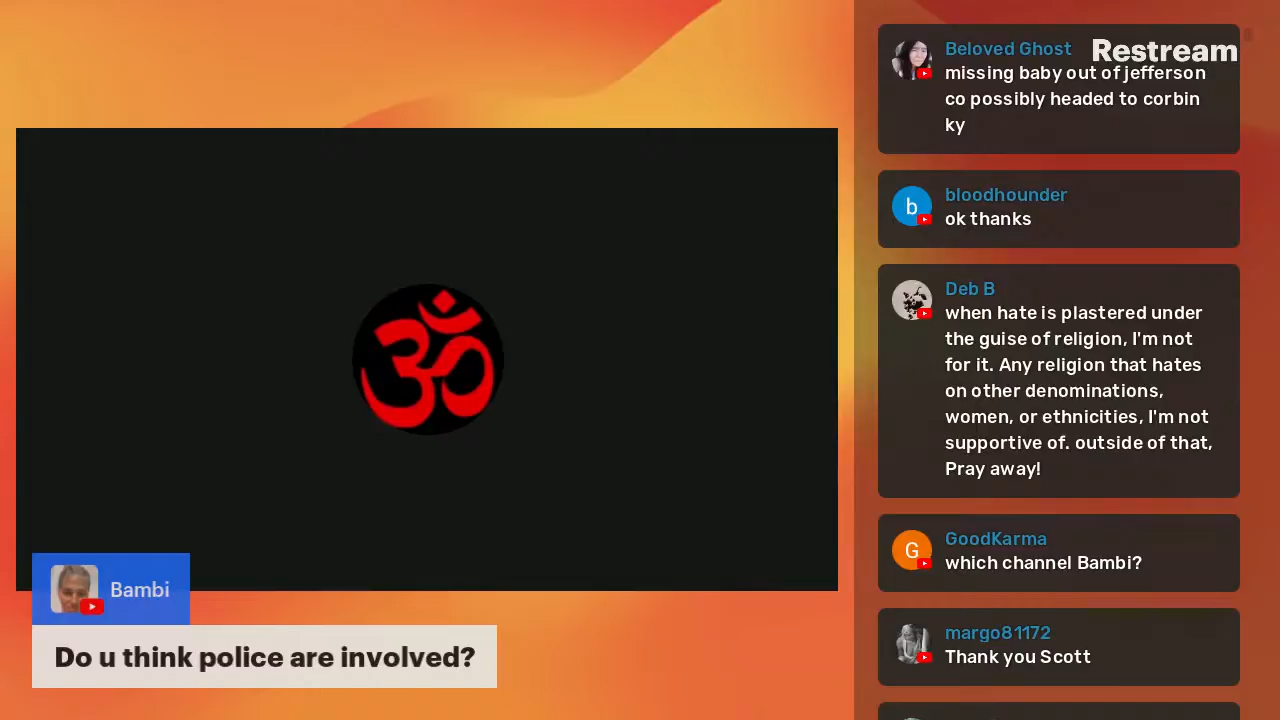 Restream
Beloved Ghost
missing baby out of jefferson
co possibly headed to corbin
ky
b
bloodhounder
ok thanks
Deb B
when hate is plastered under
the guise of religion, I'm not
for it. Any religion that hates
on other denominations,
women, or ethnicities, I'm not
supportive of. outside of that,
Pray away!
G
GoodKarma
which channel Bambi?
margo81172
Thank you Scott
ॐ
Bambi
Do u think police are involved?